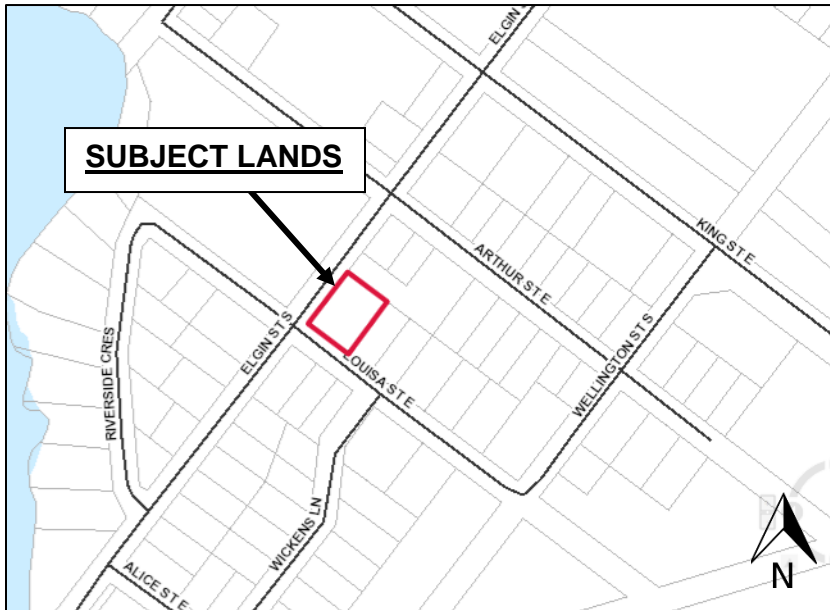 ELGIN S
SUBJECT LANDS
KING ST E
ARTHUR ST E
ELGIN ST S
LOUISA ST E
WELLINGTON ST S
RIVERSIDE CRES
WICKENS LN
ALICE ST E
N